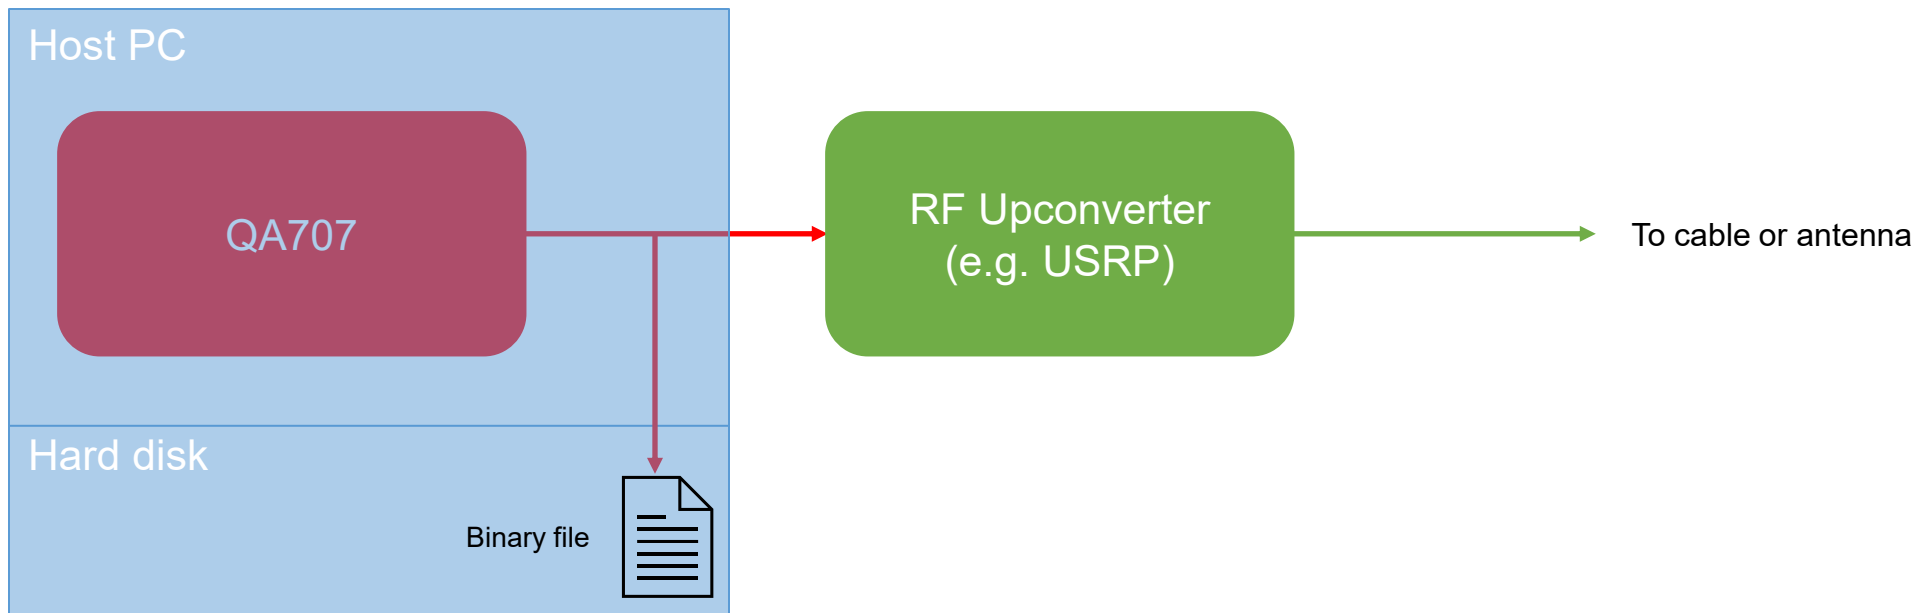 Host PC
QA707
RF Upconverter
(e.g. USRP)
To cable or antenna
Hard disk
Binary file